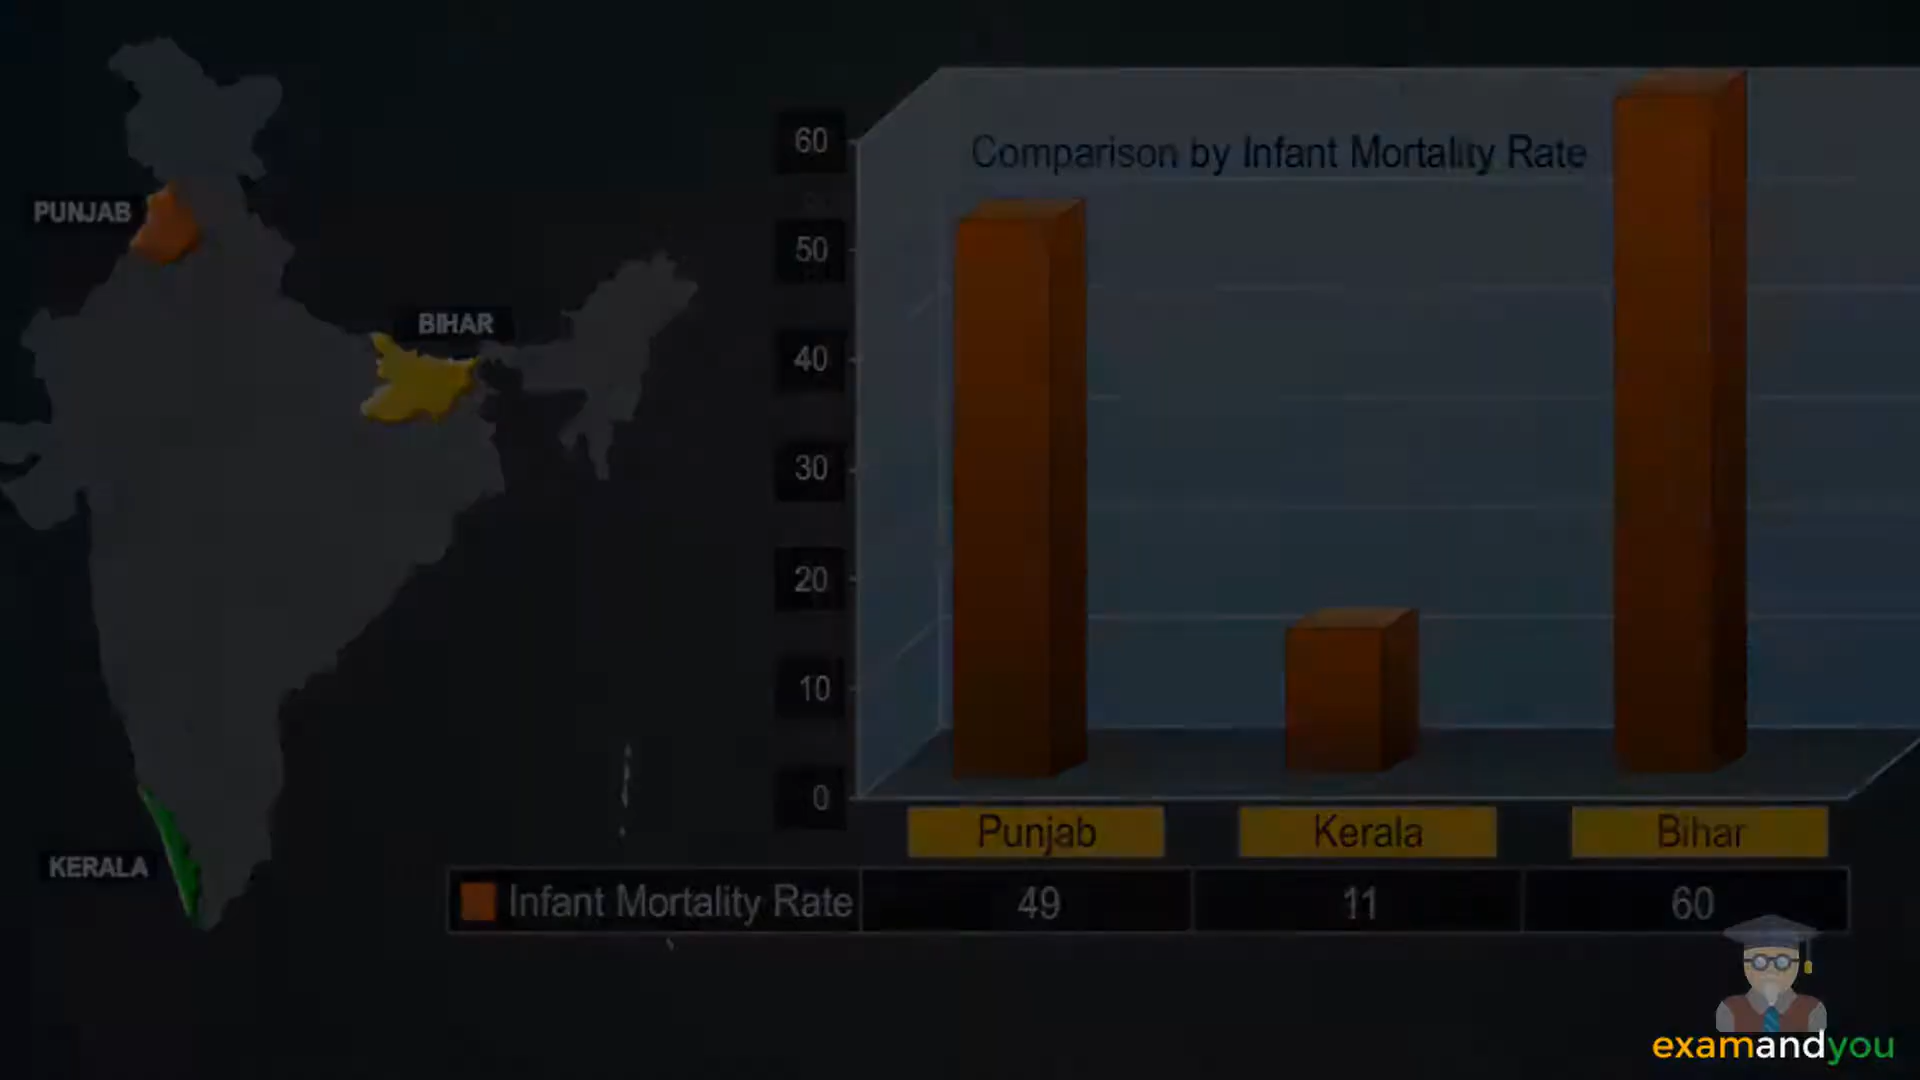 PUNJAB
BIHAR
KERALA
Comparison by Infant Mortality Rate
60
50
40
30
20
10
0
Punjab Kerala Bihar
Infant Mortality Rate 49 11 60
examandyou